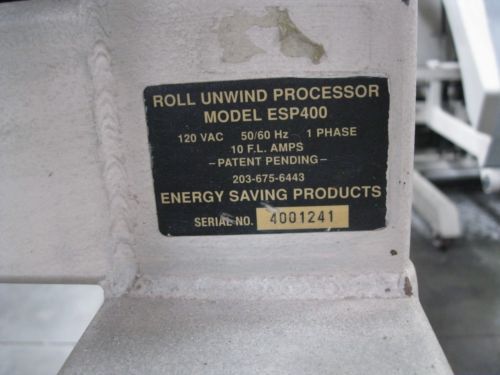 ROLL UNWIND PROCESSOR
MODEL ESP400
120 VAC 50/60 Hz 1 PHASE
10 F.L. AMPS
–PATENT PENDING–
203-675-6443
ENERGY SAVING PRODUCTS
SERIAL NO. 4001241